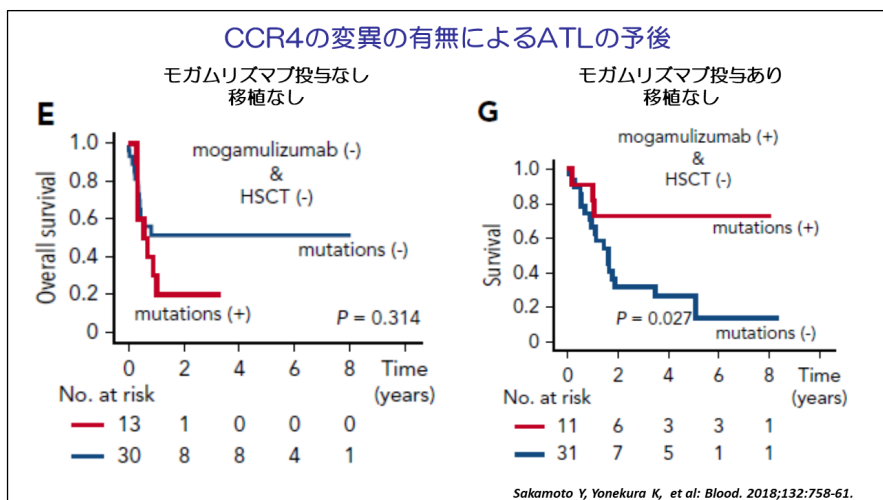 CCR4の変異の有無によるATLの予後
モガムリズマブ投与なし
移植なし
E
mogamulizumab (-)
&
HSCT (-)
Overall survival
1.0
0.8
0.6
0.4
0.2
0
mutations (-)
mutations (+)
P = 0.314
0 2 4 6 8 Time
(years)
No. at risk
13 1 0 0 0
30 8 8 4 1
モガムリズマブ投与あり
移植なし
G
mogamulizumab (+)
&
HSCT (-)
Survival
1.0
0.8
0.6
0.4
0.2
0
mutations (+)
P = 0.027
mutations (-)
0 2 4 6 8 Time
(years)
No. at risk
11 6 3 3 1
31 7 5 1 1
Sakamoto Y, Yonekura K, et al: Blood. 2018;132:758-61.